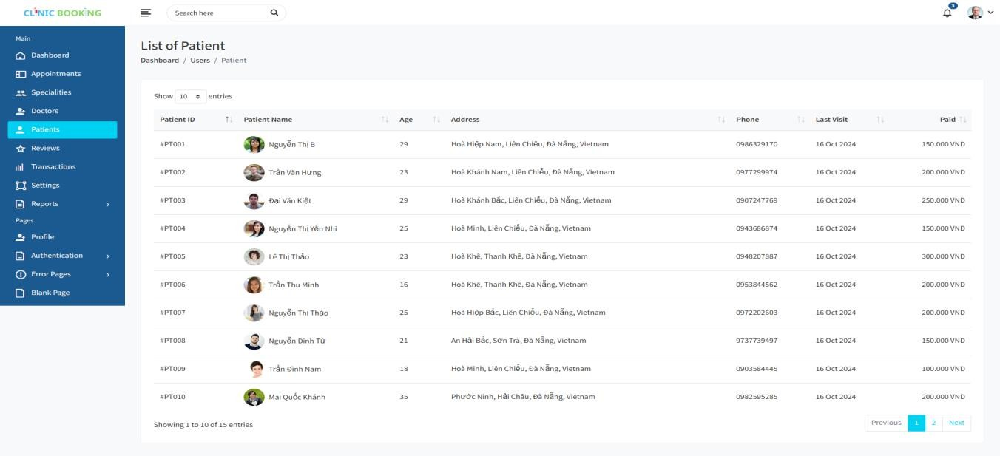 CLINIC BOOKING
Search here
3
Main
Dashboard
Appointments
Specialities
Doctors
Patients
Reviews
Transactions
Settings
Reports
Pages
Profile
Authentication
Error Pages
Blank Page
List of Patient
Dashboard / Users / Patient
Show 10 entries
Patient ID Patient Name Age Address Phone Last Visit Paid
#PT001 Nguyễn Thị B 29 Hoà Hiệp Nam, Liên Chiểu, Đà Nẵng, Vietnam 0986329170 16 Oct 2024 150.000 VND
#PT002 Trần Văn Hưng 23 Hoà Khánh Nam, Liên Chiểu, Đà Nẵng, Vietnam 0977299974 16 Oct 2024 200.000 VND
#PT003 Đại Văn Kiệt 29 Hoà Khánh Bắc, Liên Chiểu, Đà Nẵng, Vietnam 0907247769 16 Oct 2024 250.000 VND
#PT004 Nguyễn Thị Yến Nhi 25 Hoà Minh, Liên Chiểu, Đà Nẵng, Vietnam 0943686874 16 Oct 2024 150.000 VND
#PT005 Lê Thị Thảo 23 Hoà Khê, Thanh Khê, Đà Nẵng, Vietnam 0948207887 16 Oct 2024 300.000 VND
#PT006 Trần Thu Minh 16 Hoà Khê, Thanh Khê, Đà Nẵng, Vietnam 0953844562 16 Oct 2024 200.000 VND
#PT007 Nguyễn Thị Thảo 25 Hoà Hiệp Bắc, Liên Chiểu, Đà Nẵng, Vietnam 0972202603 16 Oct 2024 200.000 VND
#PT008 Nguyễn Đình Tứ 21 An Hải Bắc, Sơn Trà, Đà Nẵng, Vietnam 9737739497 16 Oct 2024 150.000 VND
#PT009 Trần Đình Nam 18 Hoà Minh, Liên Chiểu, Đà Nẵng, Vietnam 0903584445 16 Oct 2024 100.000 VND
#PT010 Mai Quốc Khánh 35 Phước Ninh, Hải Châu, Đà Nẵng, Vietnam 0982595285 16 Oct 2024 200.000 VND
Showing 1 to 10 of 15 entries
Previous 1 2 Next